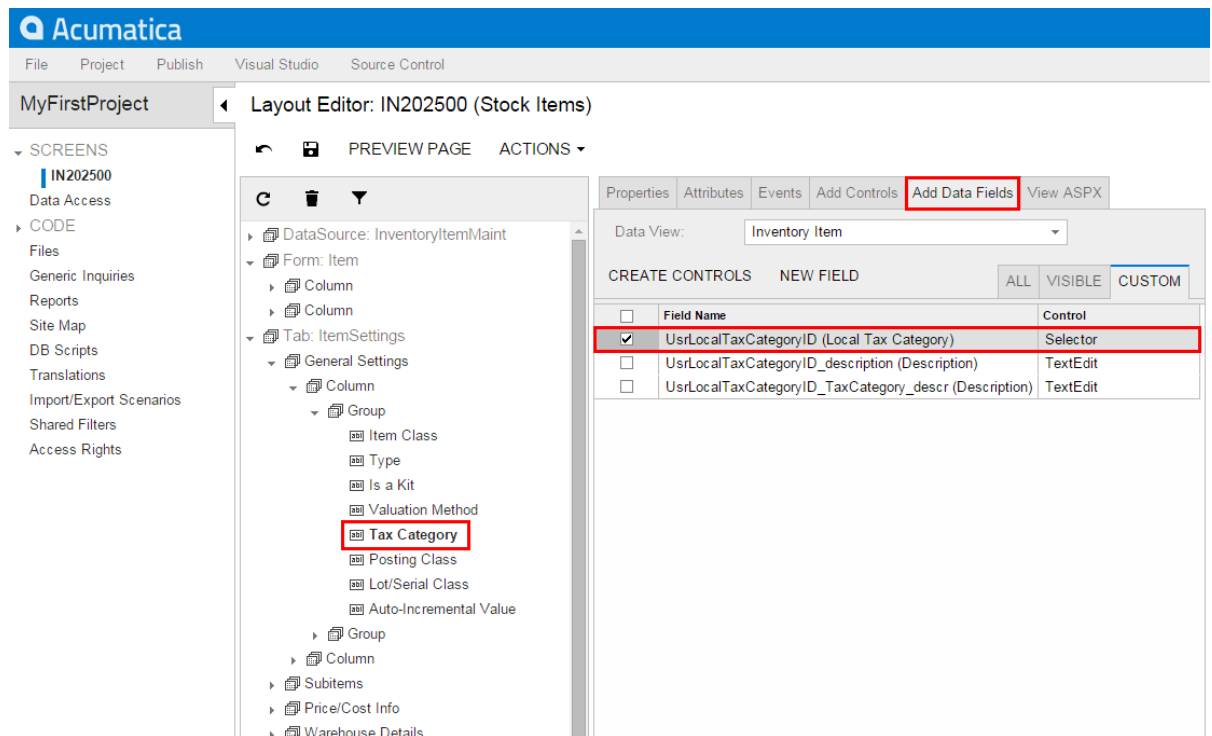 Acumatica
File Project Publish Visual Studio Source Control
MyFirstProject
Layout Editor: IN202500 (Stock Items)
SCREENS
IN202500
Data Access
CODE
Files
Generic Inquiries
Reports
Site Map
DB Scripts
Translations
Import/Export Scenarios
Shared Filters
Access Rights
PREVIEW PAGE ACTIONS
DataSource: InventoryItemMaint
Form: Item
Column
Column
Tab: ItemSettings
General Settings
Column
Group
Item Class
Type
Is a Kit
Valuation Method
Tax Category
Posting Class
Lot/Serial Class
Auto-Incremental Value
Group
Column
Subitems
Price/Cost Info
Warehouse Details
Properties Attributes Events Add Controls Add Data Fields View ASPX
Data View: Inventory Item
CREATE CONTROLS NEW FIELD ALL VISIBLE CUSTOM
Field Name Control
UsrLocalTaxCategoryID (Local Tax Category) Selector
UsrLocalTaxCategoryID_description (Description) TextEdit
UsrLocalTaxCategoryID_TaxCategory_descr (Description) TextEdit